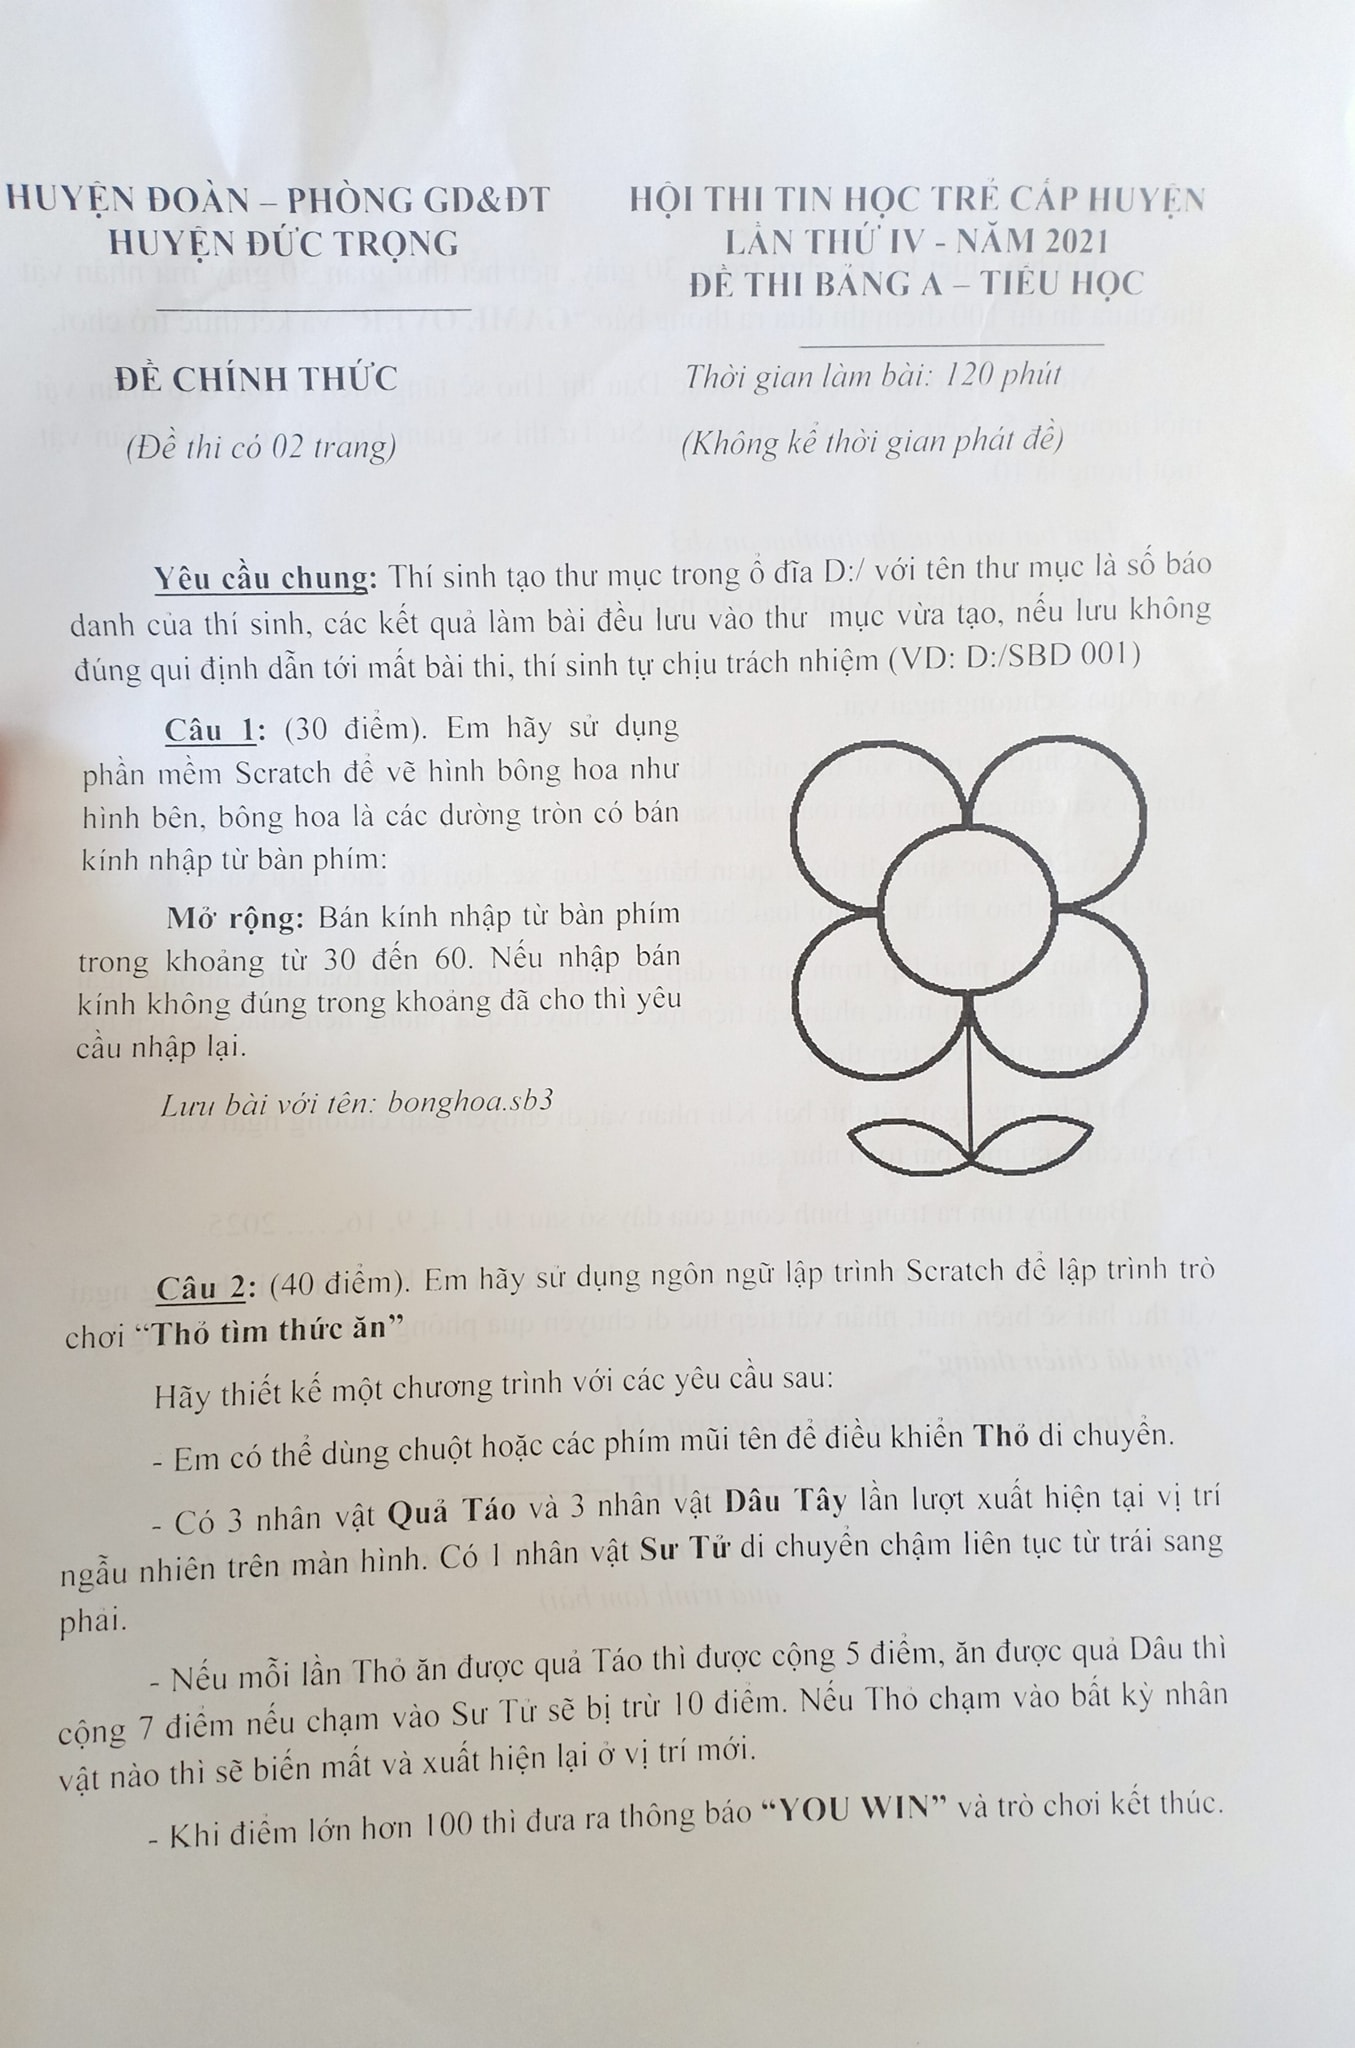 HUYỆN ĐOÀN – PHÒNG GD&ĐT
HUYỆN ĐỨC TRỌNG
HỘI THI TIN HỌC TRẺ CẤP HUYỆN
LẦN THỨ IV - NĂM 2021
ĐỀ THI BẢNG A – TIỂU HỌC
ĐỀ CHÍNH THỨC
(Đề thi có 02 trang)
Thời gian làm bài: 120 phút
(Không kể thời gian phát đề)
Yêu cầu chung: Thí sinh tạo thư mục trong ổ đĩa D:/ với tên thư mục là số báo
danh của thí sinh, các kết quả làm bài đều lưu vào thư mục vừa tạo, nếu lưu không
đúng qui định dẫn tới mất bài thi, thí sinh tự chịu trách nhiệm (VD: D:/SBD 001)
Câu 1: (30 điểm). Em hãy sử dụng
phần mềm Scratch để vẽ hình bông hoa như
hình bên, bông hoa là các dường tròn có bán
kính nhập từ bàn phím:
Mở rộng: Bán kính nhập từ bàn phím
trong khoảng từ 30 đến 60. Nếu nhập bán
kính không đúng trong khoảng đã cho thì yêu
cầu nhập lại.
Lưu bài với tên: bonghoa.sb3
Câu 2: (40 điểm). Em hãy sử dụng ngôn ngữ lập trình Scratch để lập trình trò
chơi “Thỏ tìm thức ăn”
Hãy thiết kế một chương trình với các yêu cầu sau:
- Em có thể dùng chuột hoặc các phím mũi tên để điều khiển Thỏ di chuyển.
- Có 3 nhân vật Quả Táo và 3 nhân vật Dâu Tây lần lượt xuất hiện tại vị trí
ngẫu nhiên trên màn hình. Có 1 nhân vật Sư Tử di chuyển chậm liên tục từ trái sang
phải.
- Nếu mỗi lần Thỏ ăn được quả Táo thì được cộng 5 điểm, ăn được quả Dâu thì
cộng 7 điểm nếu chạm vào Sư Tử sẽ bị trừ 10 điểm. Nếu Thỏ chạm vào bất kỳ nhân
vật nào thì sẽ biến mất và xuất hiện lại ở vị trí mới.
- Khi điểm lớn hơn 100 thì đưa ra thông báo “YOU WIN” và trò chơi kết thúc.